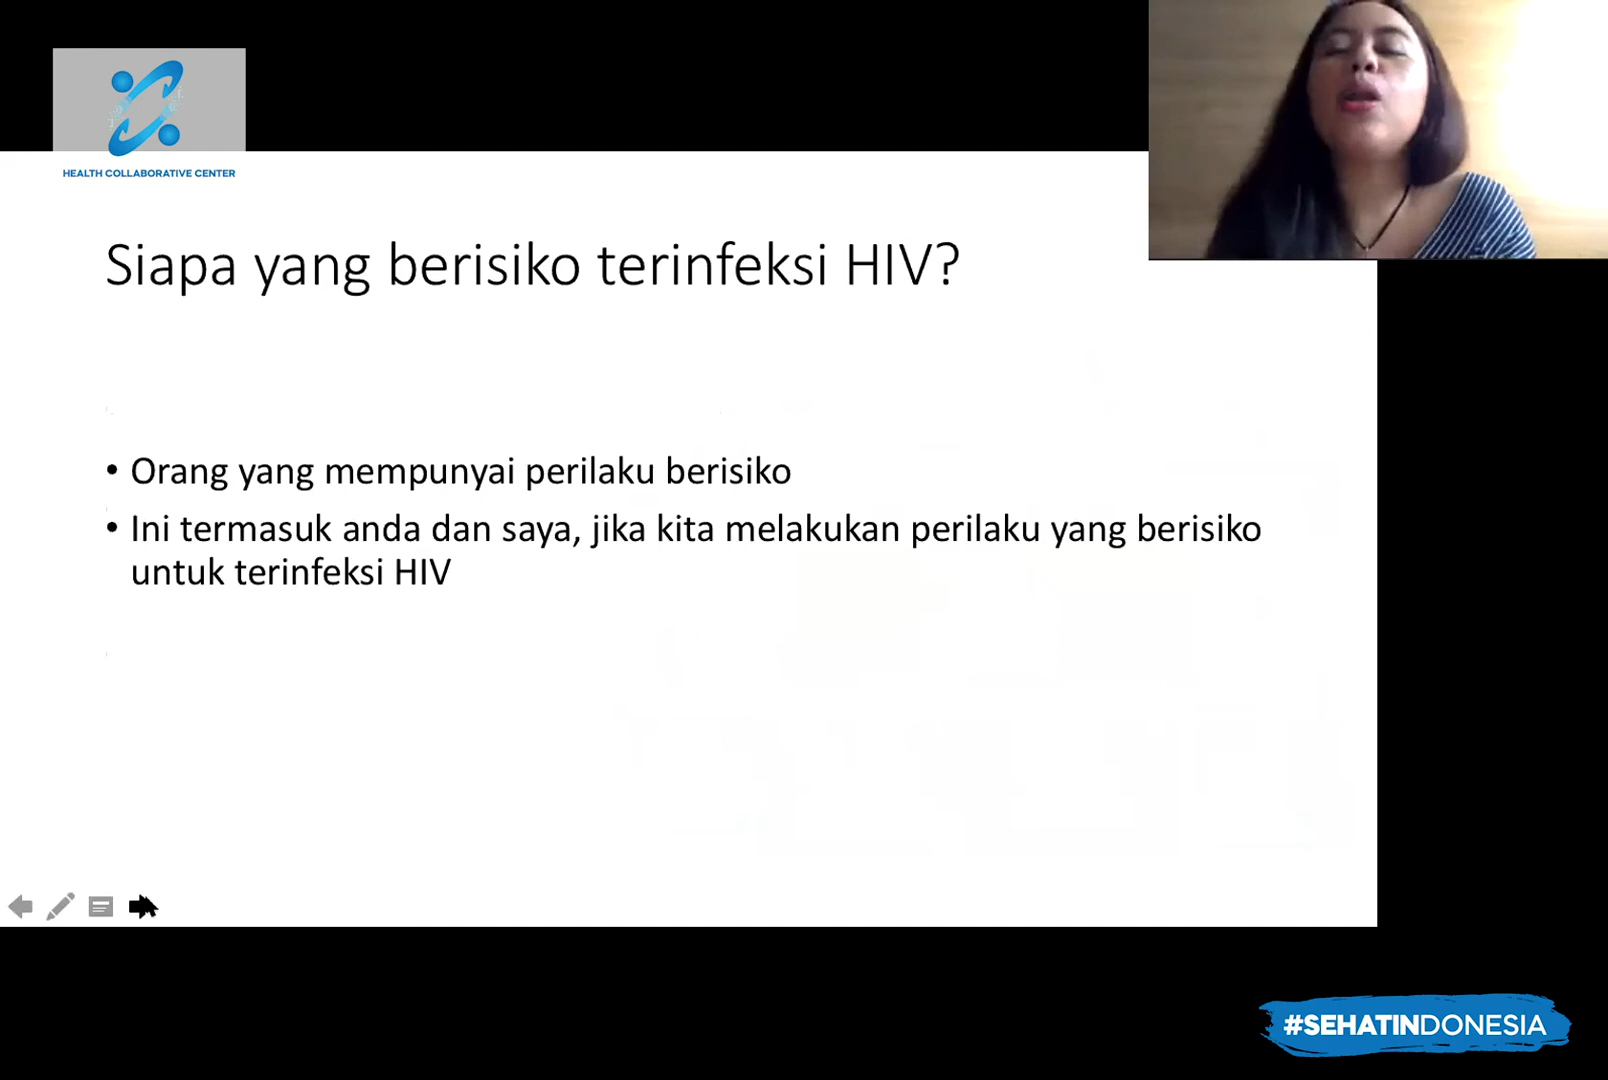 HEALTH COLLABORATIVE CENTER
Siapa yang berisiko terinfeksi HIV?
• Orang yang mempunyai perilaku berisiko
• Ini termasuk anda dan saya, jika kita melakukan perilaku yang berisiko
untuk terinfeksi HIV
#SEHATINDONESIA